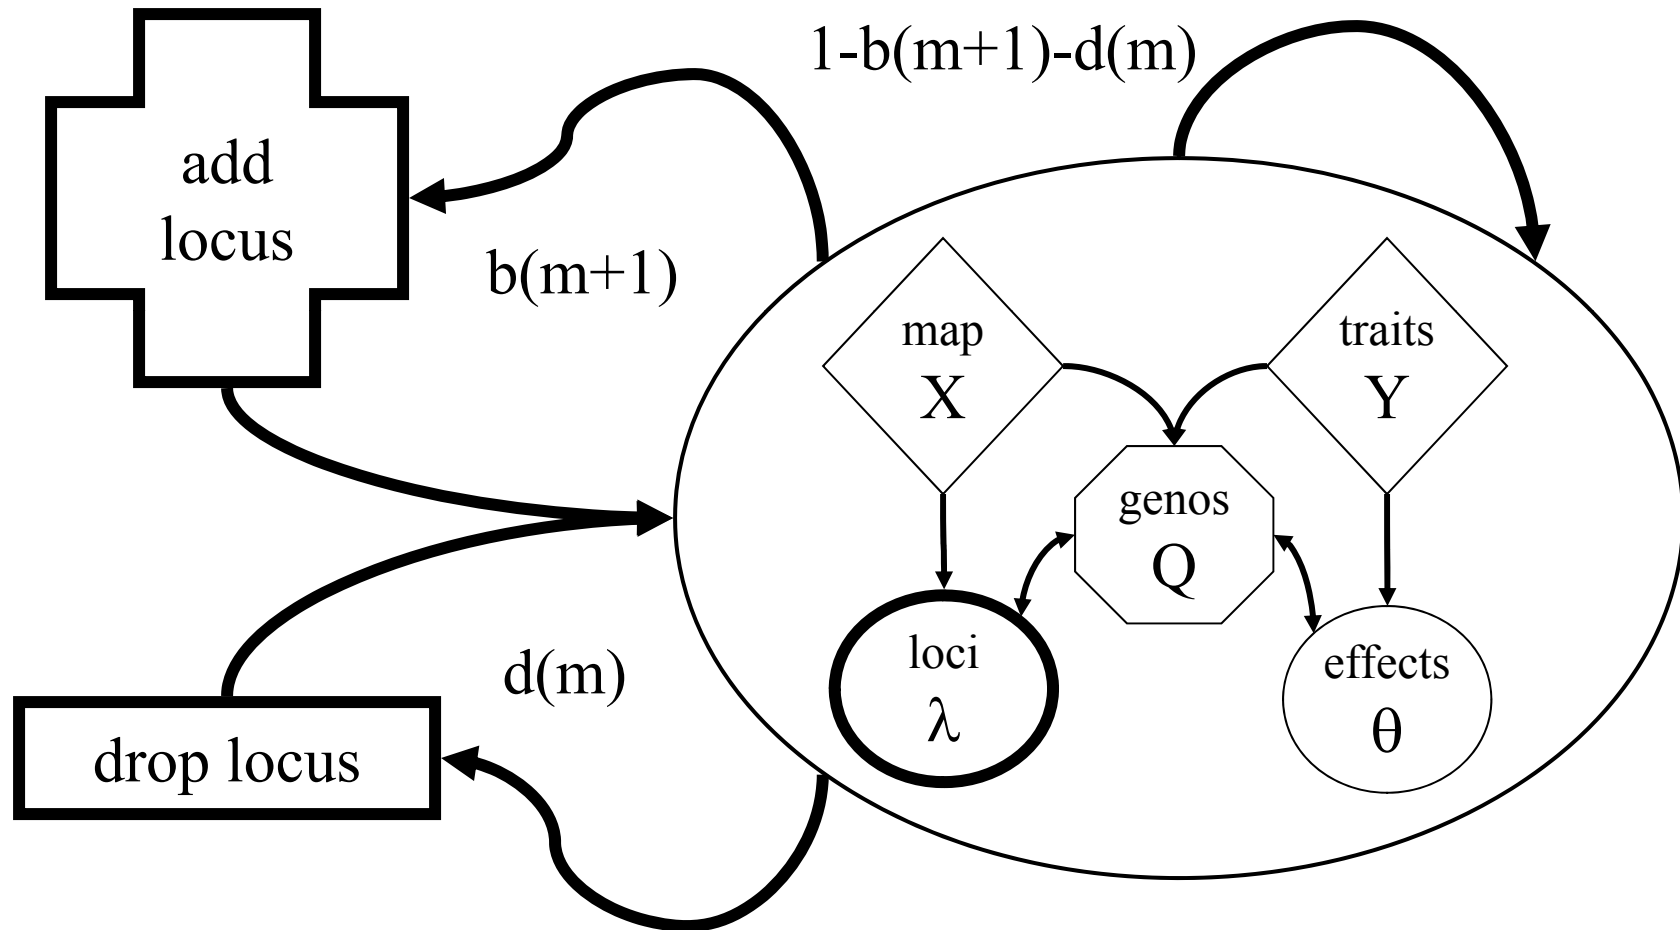 1-b(m+1)-d(m)
add
locus
b(m+1)
map
X
traits
Y
genos
Q
loci
λ
effects
θ
d(m)
drop locus